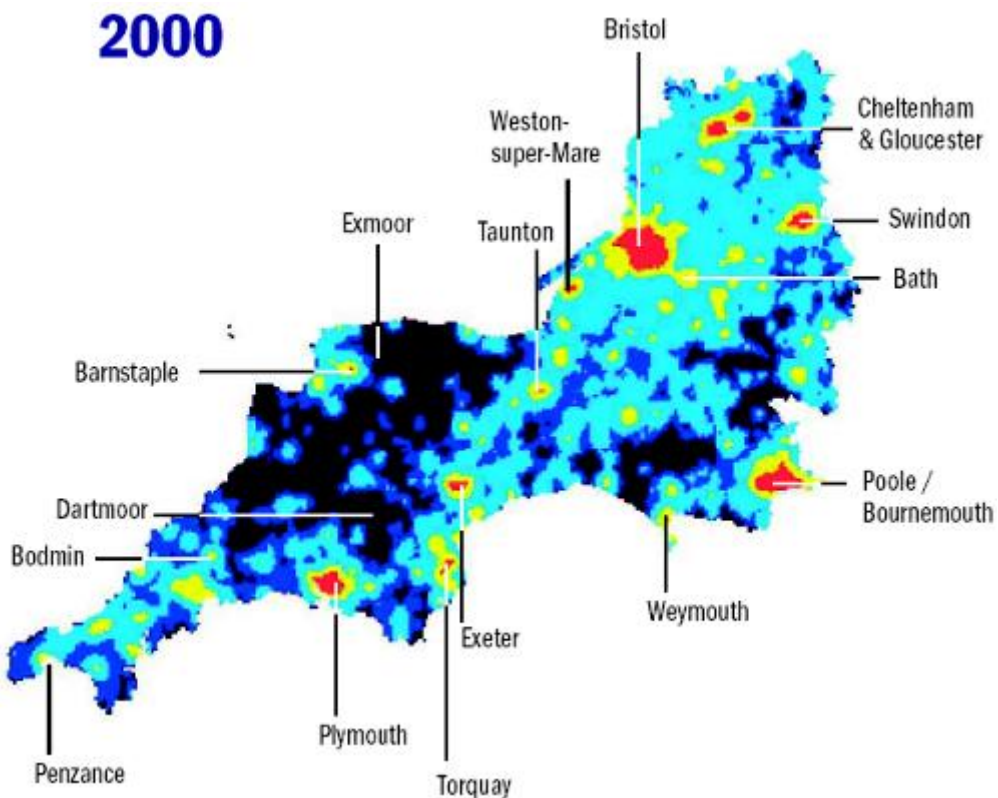 2000
Bristol
Weston-
super-Mare
Cheltenham
& Gloucester
Exmoor
Taunton
Swindon
Bath
Barnstaple
Dartmoor
Poole /
Bournemouth
Bodmin
Weymouth
Exeter
Plymouth
Penzance
Torquay